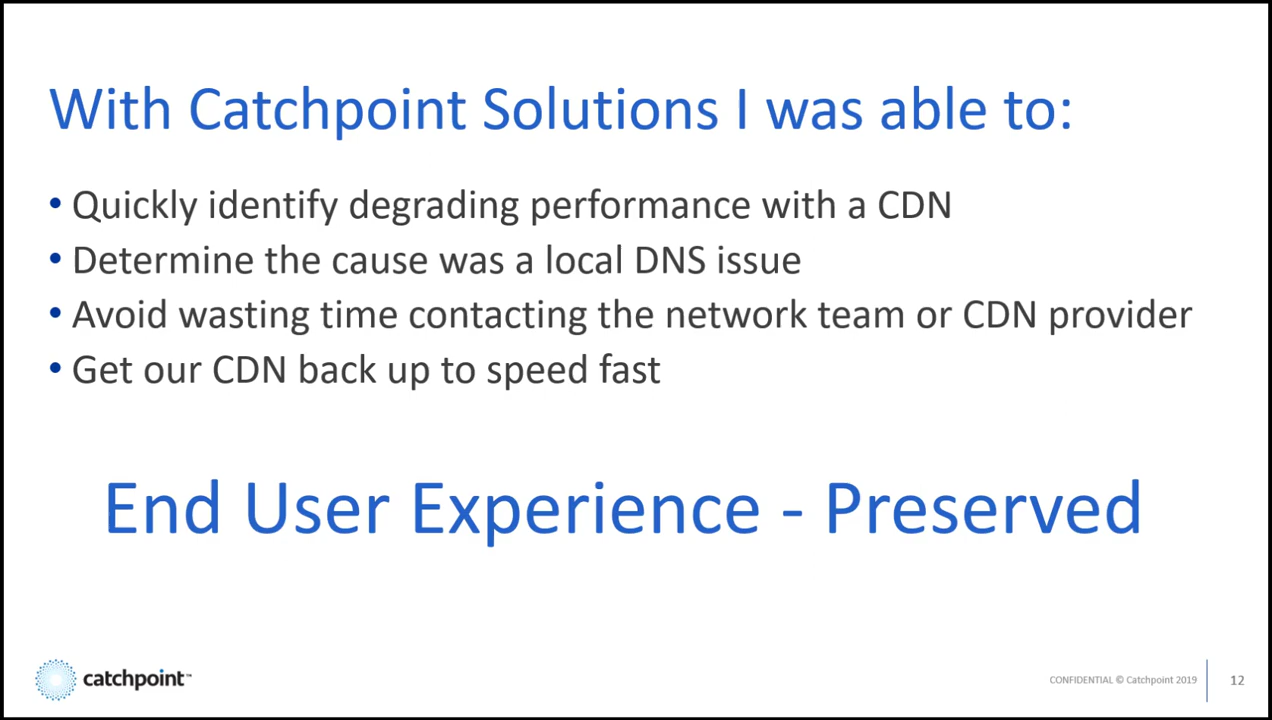 With Catchpoint Solutions I was able to:
• Quickly identify degrading performance with a CDN
• Determine the cause was a local DNS issue
• Avoid wasting time contacting the network team or CDN provider
• Get our CDN back up to speed fast
End User Experience - Preserved
catchpoint™
CONFIDENTIAL © Catchpoint 2019
12